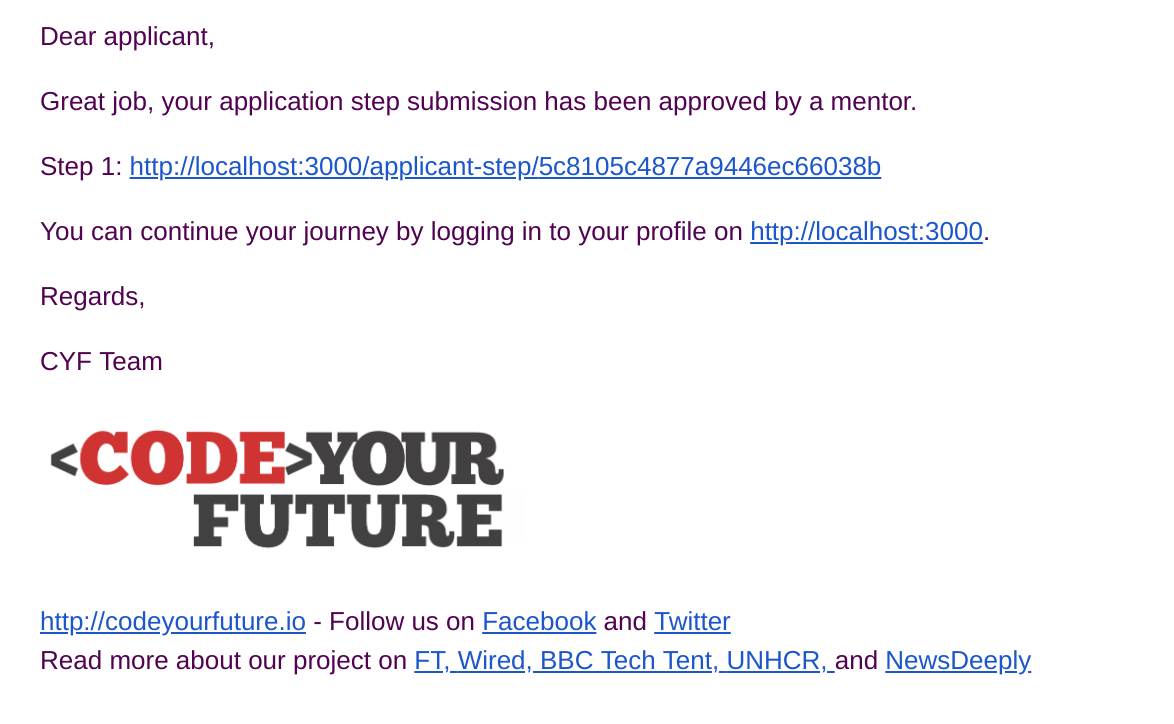 Dear applicant,
Great job, your application step submission has been approved by a mentor.
Step 1: http://localhost:3000/applicant-step/5c8105c4877a9446ec66038b
You can continue your journey by logging in to your profile on http://localhost:3000.
Regards,
CYF Team
<CODE>YOUR
FUTURE
http://codeyourfuture.io - Follow us on Facebook and Twitter
Read more about our project on FT, Wired, BBC Tech Tent, UNHCR, and NewsDeeply